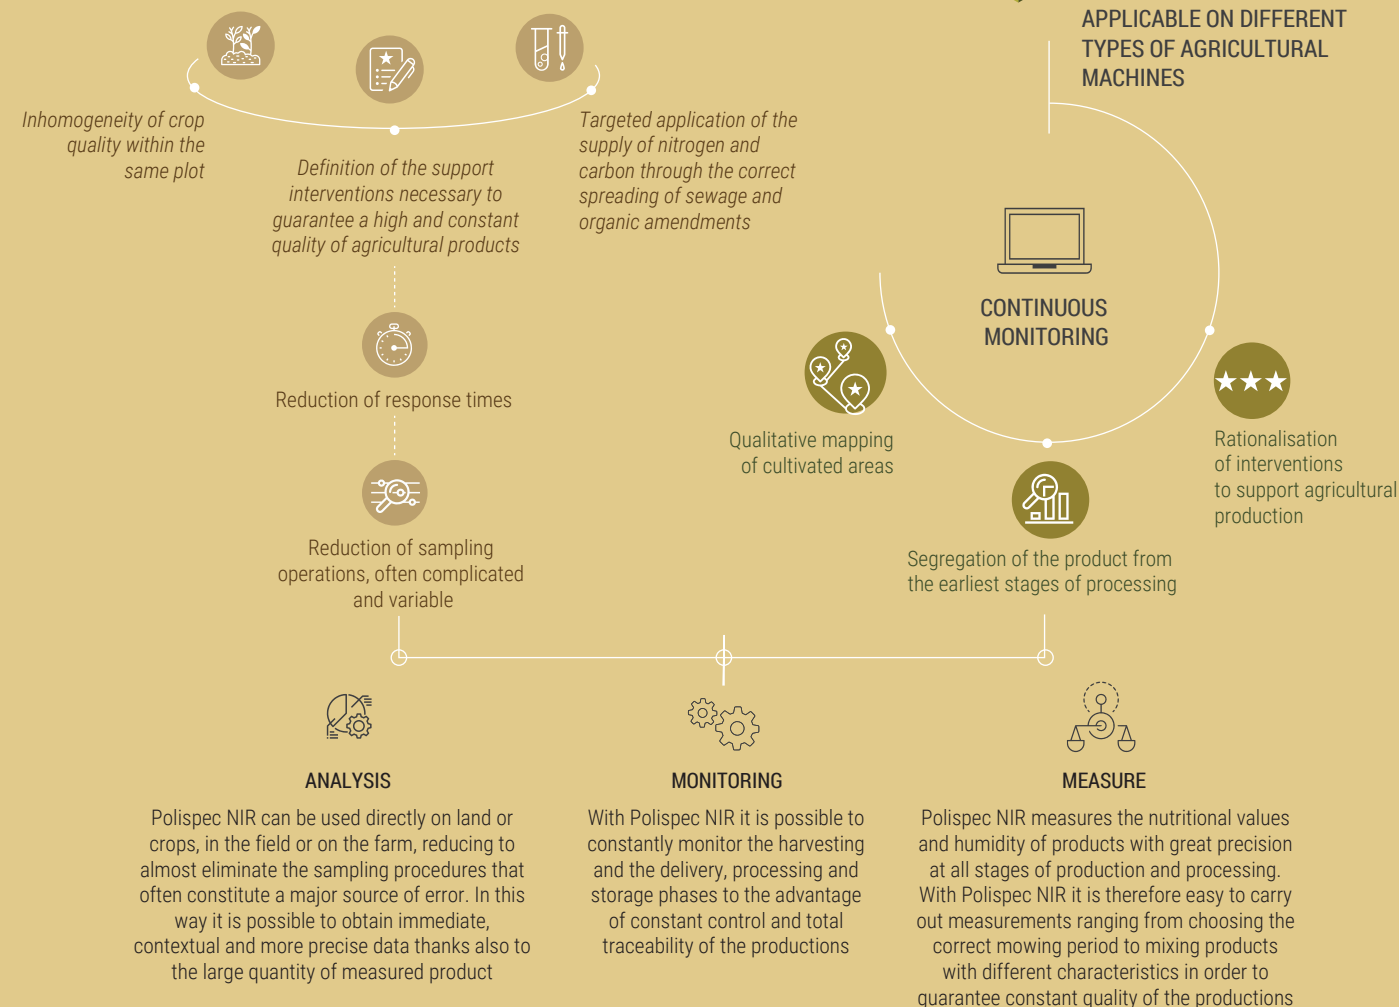 APPLICABLE ON DIFFERENT
TYPES OF AGRICULTURAL
MACHINES
Inhomogeneity of crop
quality within the
same plot
Definition of the support
interventions necessary to
guarantee a high and constant
quality of agricultural products
Targeted application of the
supply of nitrogen and
carbon through the correct
spreading of sewage and
organic amendments
Reduction of response times
Reduction of sampling
operations, often complicated
and variable
CONTINUOUS
MONITORING
Qualitative mapping
of cultivated areas
Segregation of the product from
the earliest stages of processing
Rationalisation
of interventions
to support agricultural
production
ANALYSIS
Polispec NIR can be used directly on land or
crops, in the field or on the farm, reducing to
almost eliminate the sampling procedures that
often constitute a major source of error. In this
way it is possible to obtain immediate,
contextual and more precise data thanks also to
the large quantity of measured product
MONITORING
With Polispec NIR it is possible to
constantly monitor the harvesting
and the delivery, processing and
storage phases to the advantage
of constant control and total
traceability of the productions
MEASURE
Polispec NIR measures the nutritional values
and humidity of products with great precision
at all stages of production and processing.
With Polispec NIR it is therefore easy to carry
out measurements ranging from choosing the
correct mowing period to mixing products
with different characteristics in order to
guarantee constant quality of the productions